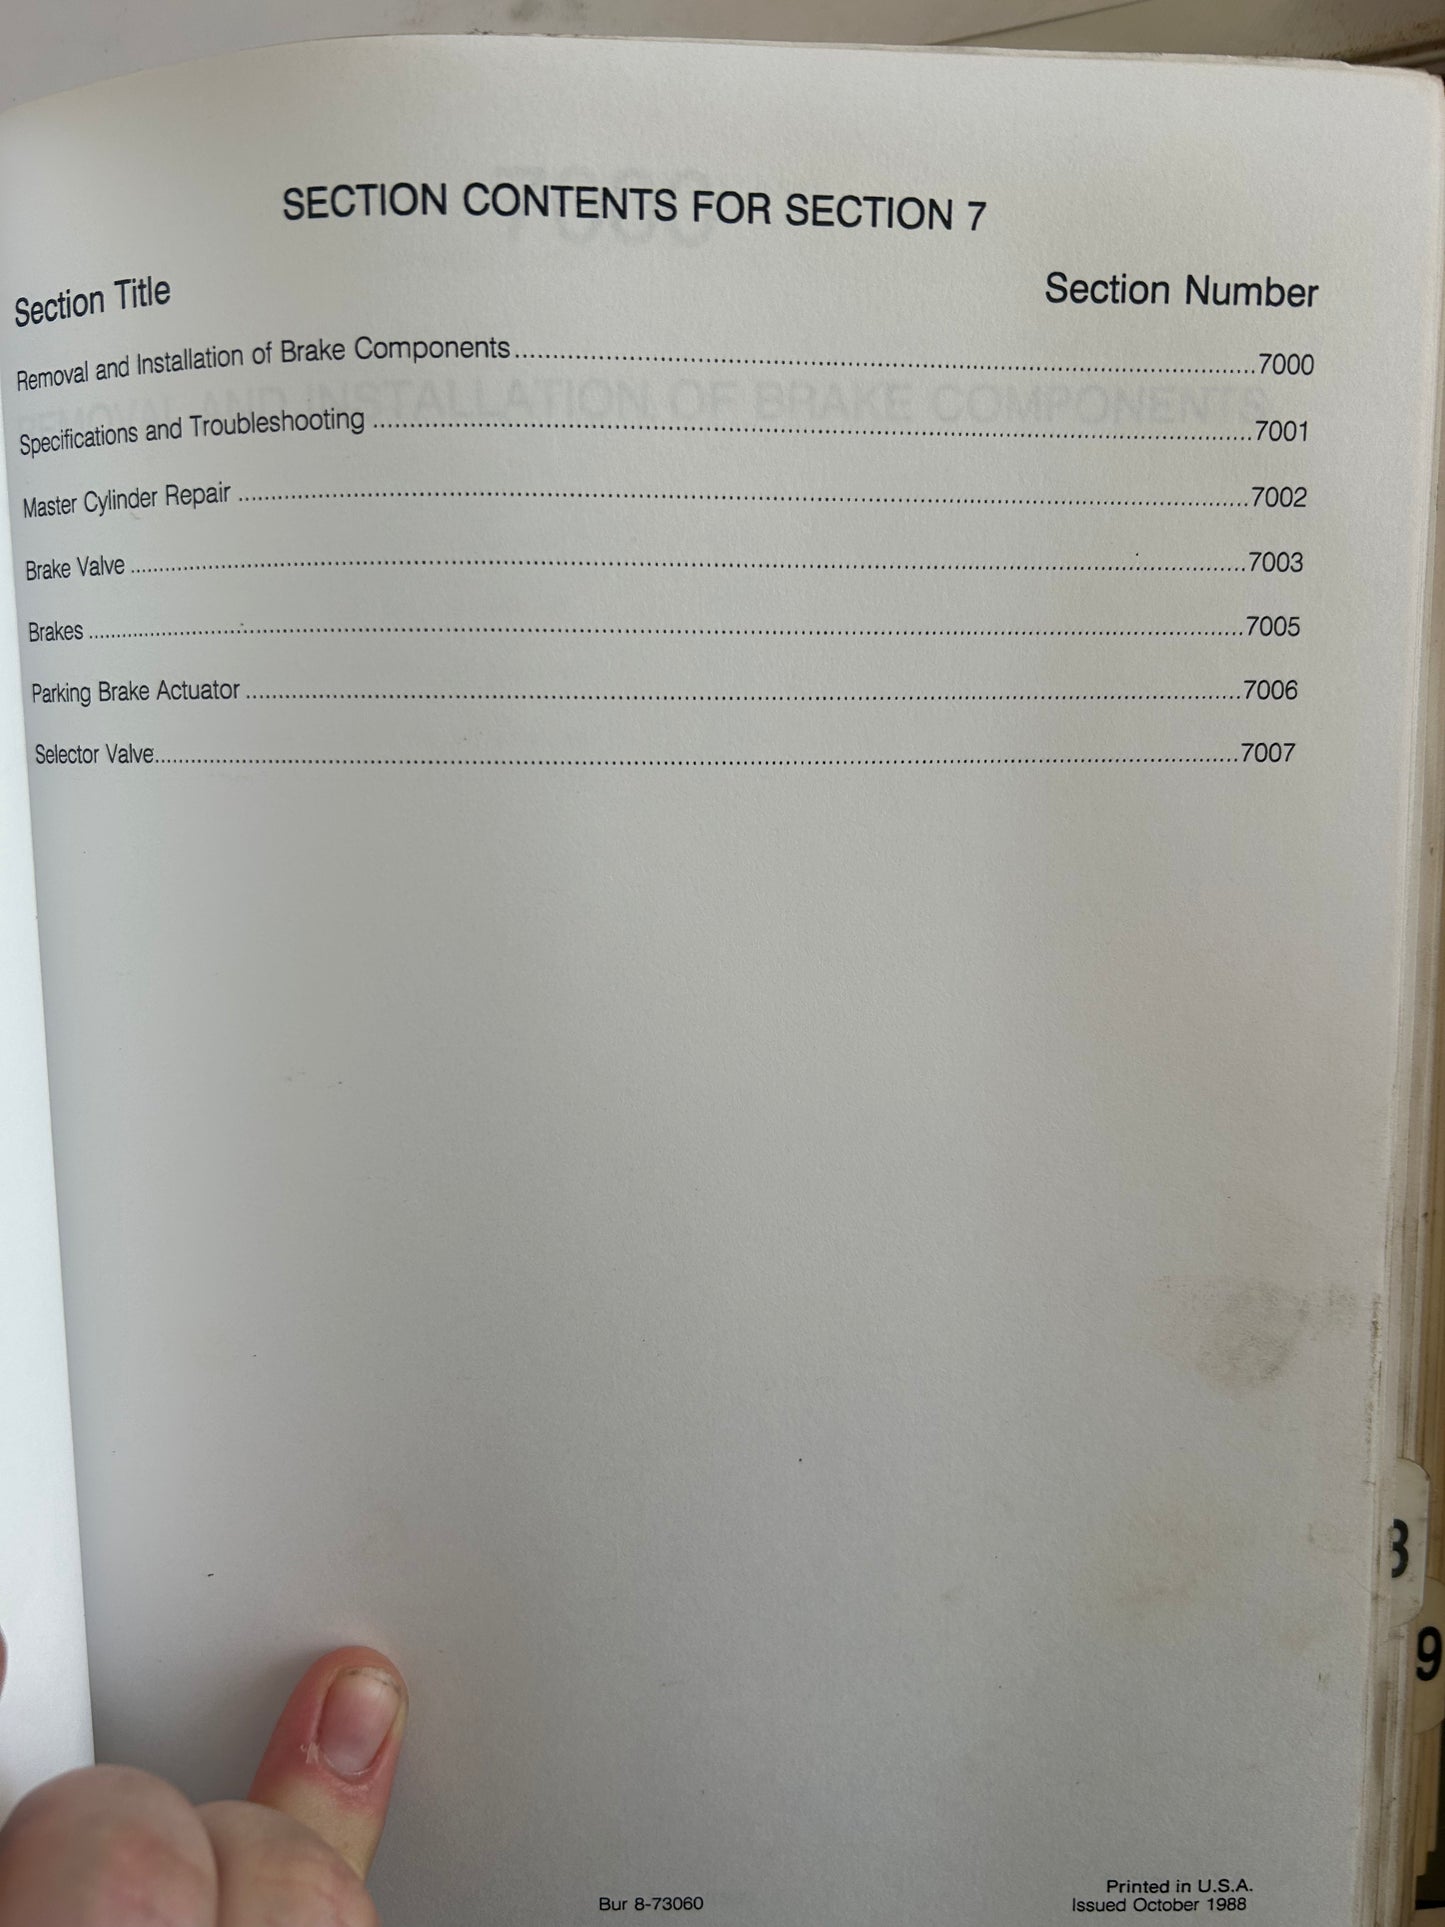 SECTION CONTENTS FOR SECTION 7
Section Title Section Number
Removal and Installation of Brake Components 7000
Specifications and Troubleshooting 7001
Master Cylinder Repair 7002
Brake Valve 7003
Brakes 7005
Parking Brake Actuator 7006
Selector Valve 7007
9
Bur 8-73060
Printed in U.S.A.
Issued October 1988